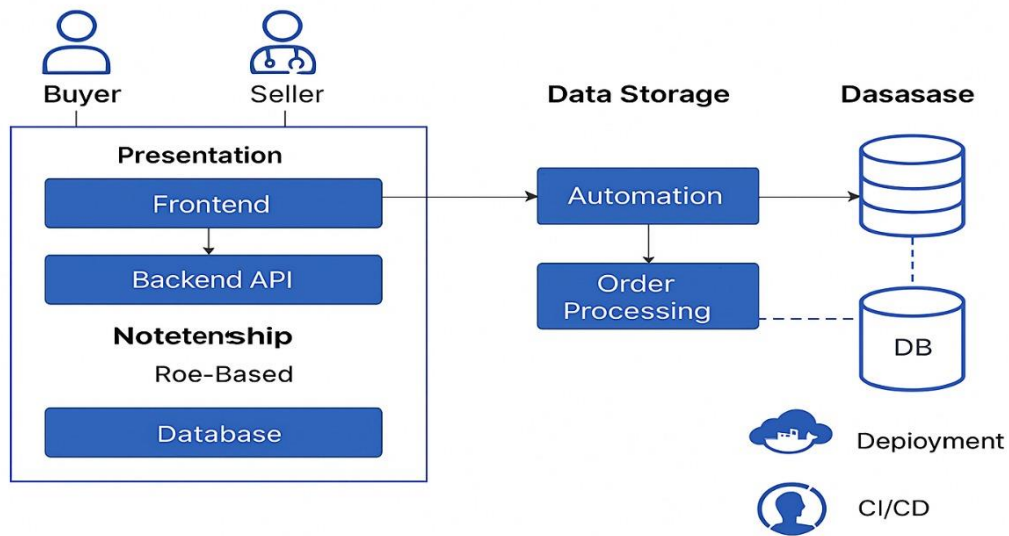 Buyer
Seller
Data Storage
Dasasase
Presentation
Frontend
Automation
Backend API
Order
Processing
Notetenship
Roe-Based
DB
Database
Depioyment
CI/CD